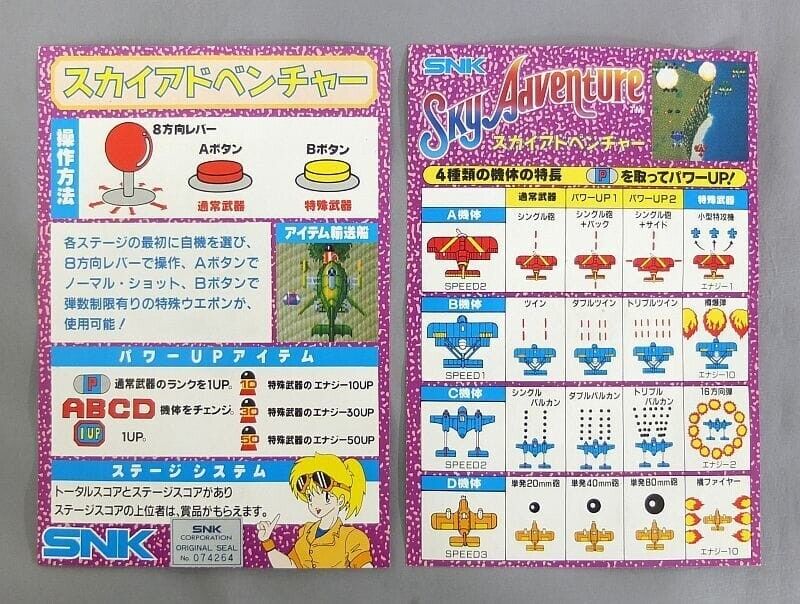 スカイアドベンチャー
操作方法
8方向レバー
Aボタン
通常武器
Bボタン
特殊武器
各ステージの最初に自機を選び、
8方向レバーで操作、Aボタンで
ノーマル・ショット、Bボタンで
弾数制限有りの特殊ウエポンが、
使用可能！
アイテム輸送船
パワーUPアイテム
P 通常武器のランクを1UP。
ABCD 機体をチェンジ。
1UP 1UP。
10 特殊武器のエナジー10UP
30 特殊武器のエナジー30UP
50 特殊武器のエナジー50UP
ステージシステム
トータルスコアとステージスコアがあり
ステージスコアの上位者は、賞品がもらえます。
SNK
SNK
CORPORATION
ORIGINAL SEAL
No. 074264
SNK
Sky Adventure TM
スカイアドベンチャー
4種類の機体の特長 Pを取ってパワーUP!
通常武器 パワーUP1 パワーUP2 特殊武器
A機体
SPEED2
シングル砲
シングル砲
+バック
シングル砲
+サイド
小型特攻機
エナジー1
B機体
SPEED1
ツイン
ダブルツイン
トリプルツイン
エナジー10
C機体
SPEED2
シングル
バルカン
ダブルバルカン
トリプル
バルカン
16方向弾
エナジー2
D機体
SPEED3
単発20mm砲
単発40mm砲
単発80mm砲
横ファイヤー
エナジー10